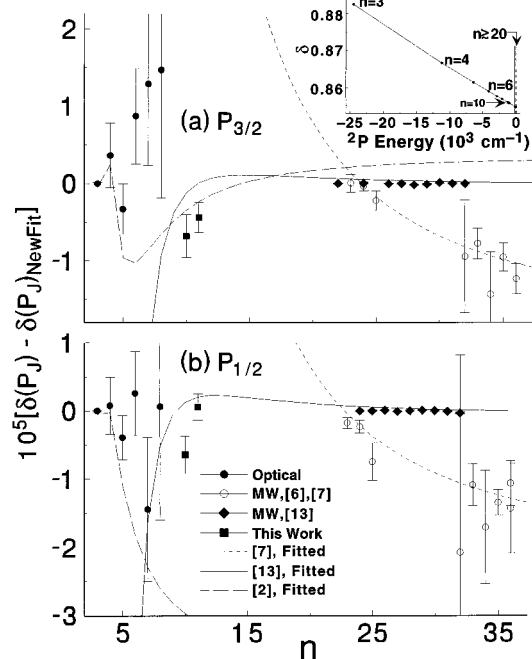 n=3
0.88
δ
0.87
0.86
n=4
n=6
n=10
n≳20
-25 -20 -15 -10 -5 0
²P Energy (10³ cm⁻¹)
2
1
0
-1
(a) P₃/₂
10⁵[δ(P_J) - δ(P_J)NewFit]
1
0
-1
-2
-3
(b) P₁/₂
Optical
MW,[6],[7]
MW,[13]
This Work
[7], Fitted
[13], Fitted
[2], Fitted
5 15 25 35
n